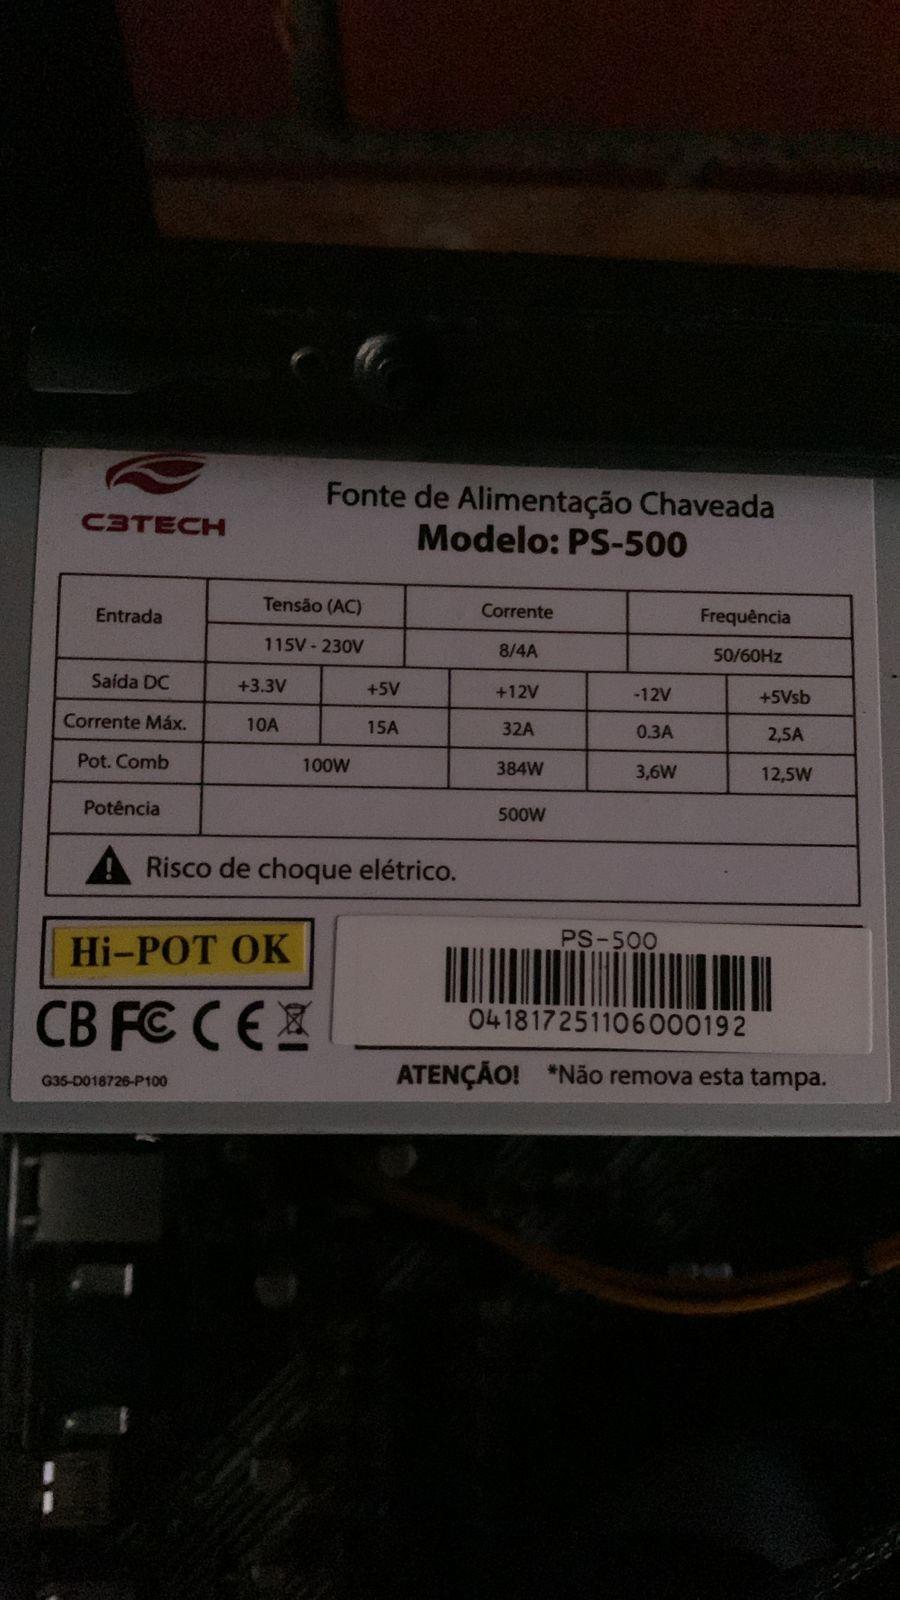 C3TECH
Fonte de Alimentação Chaveada
Modelo: PS-500
Entrada
Tensão (AC)
Corrente
Frequência
115V - 230V
8/4A
50/60Hz
Saída DC
+3.3V
+5V
+12V
-12V
+5Vsb
Corrente Máx.
10A
15A
32A
0.3A
2,5A
Pot. Comb
100W
384W
3,6W
12,5W
Potência
500W
Risco de choque elétrico.
Hi-POT OK
PS-500
041817251106000192
CB FC CE
G35-D018726-P100
ATENÇÃO! *Não remova esta tampa.